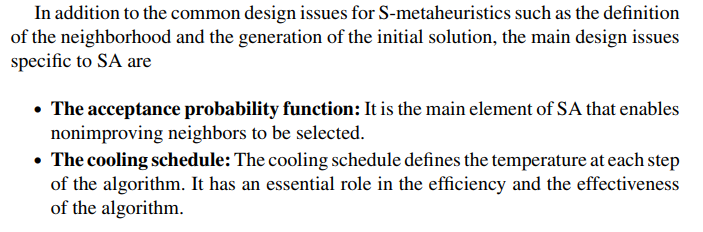 In addition to the common design issues for S-metaheuristics such as the definition
of the neighborhood and the generation of the initial solution, the main design issues
specific to SA are
• The acceptance probability function: It is the main element of SA that enables
nonimproving neighbors to be selected.
• The cooling schedule: The cooling schedule defines the temperature at each step
of the algorithm. It has an essential role in the efficiency and the effectiveness
of the algorithm.